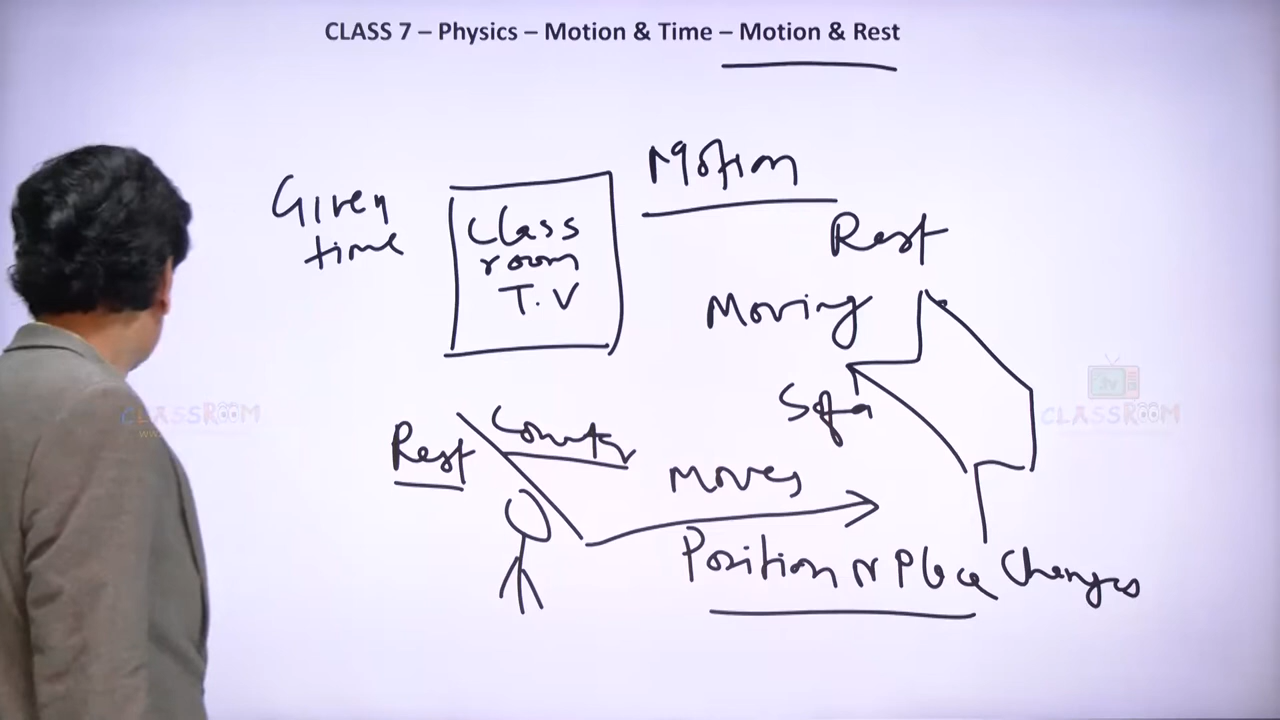 CLASS 7 – Physics – Motion & Time – Motion & Rest
Motion
Given
time
Class
room
T.V
Rest
Moving
Sofa
Rest
Moves
Position or Place Changes
CLASSROOM
TV
CLASSROOM